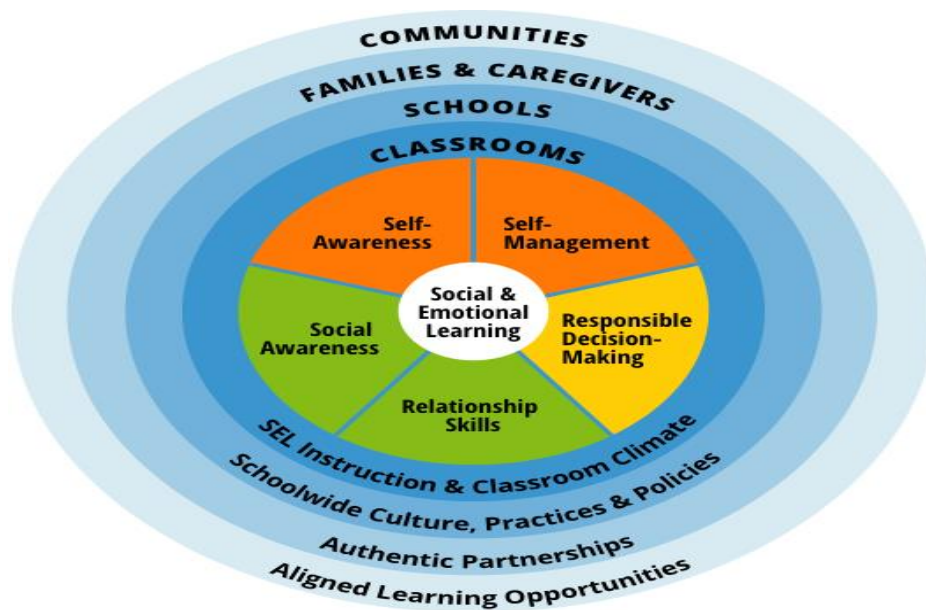 COMMUNITIES
FAMILIES & CAREGIVERS
SCHOOLS
CLASSROOMS
Self-
Awareness
Self-
Management
Social &
Emotional
Learning
Social
Awareness
Responsible
Decision-
Making
Relationship
Skills
SEL Instruction & Classroom Climate
Schoolwide Culture, Practices & Policies
Authentic Partnerships
Aligned Learning Opportunities